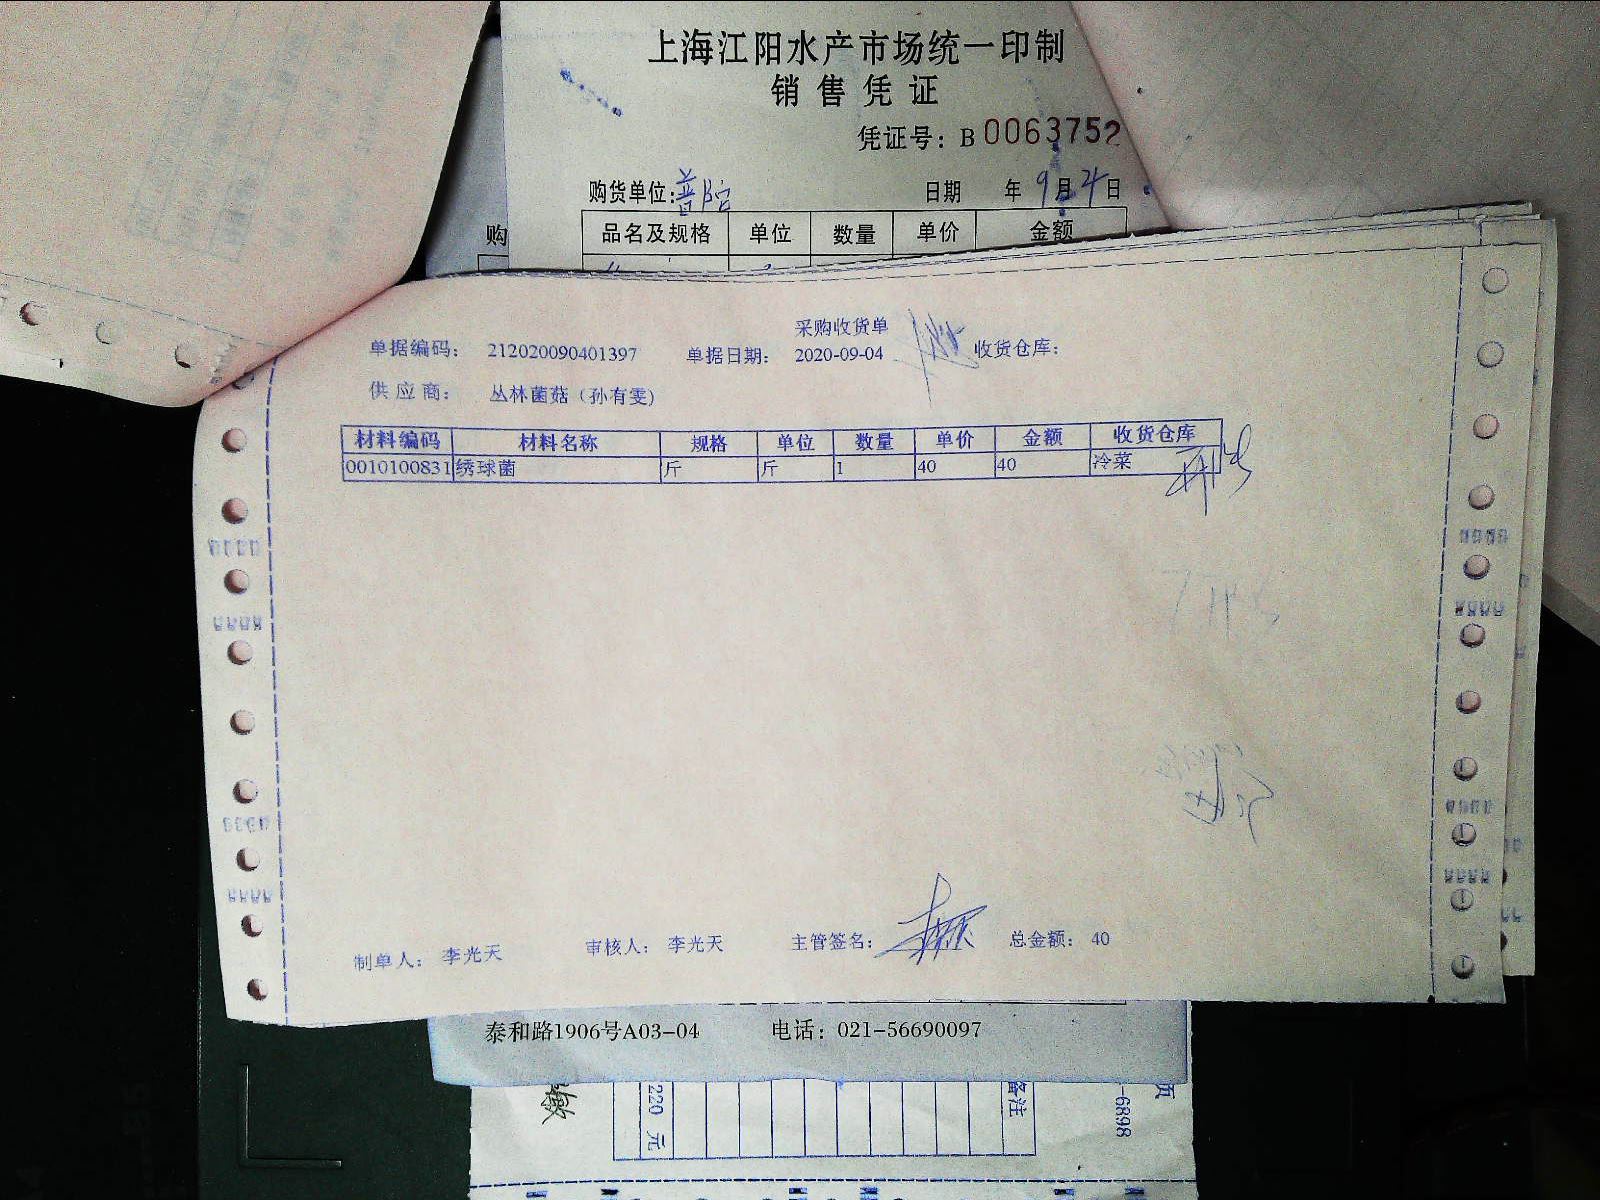 上海江阳水产市场统一印制
销售凭证
凭证号：B 0063752
购货单位：普陀 日期 年 9月4日
购 品名及规格 单位 数量 单价 金额
采购收货单
单据编码： 212020090401397 单据日期： 2020-09-04 收货仓库：
供应商： 丛林菌菇（孙有雯）
材料编码 材料名称 规格 单位 数量 单价 金额 收货仓库
0010100831 绣球菌 斤 斤 1 40 40 冷菜
制单人： 李光天 审核人： 李光天 主管签名： 总金额： 40
泰和路1906号A03-04 电话：021-56690097
220 元
备注
-6898
页